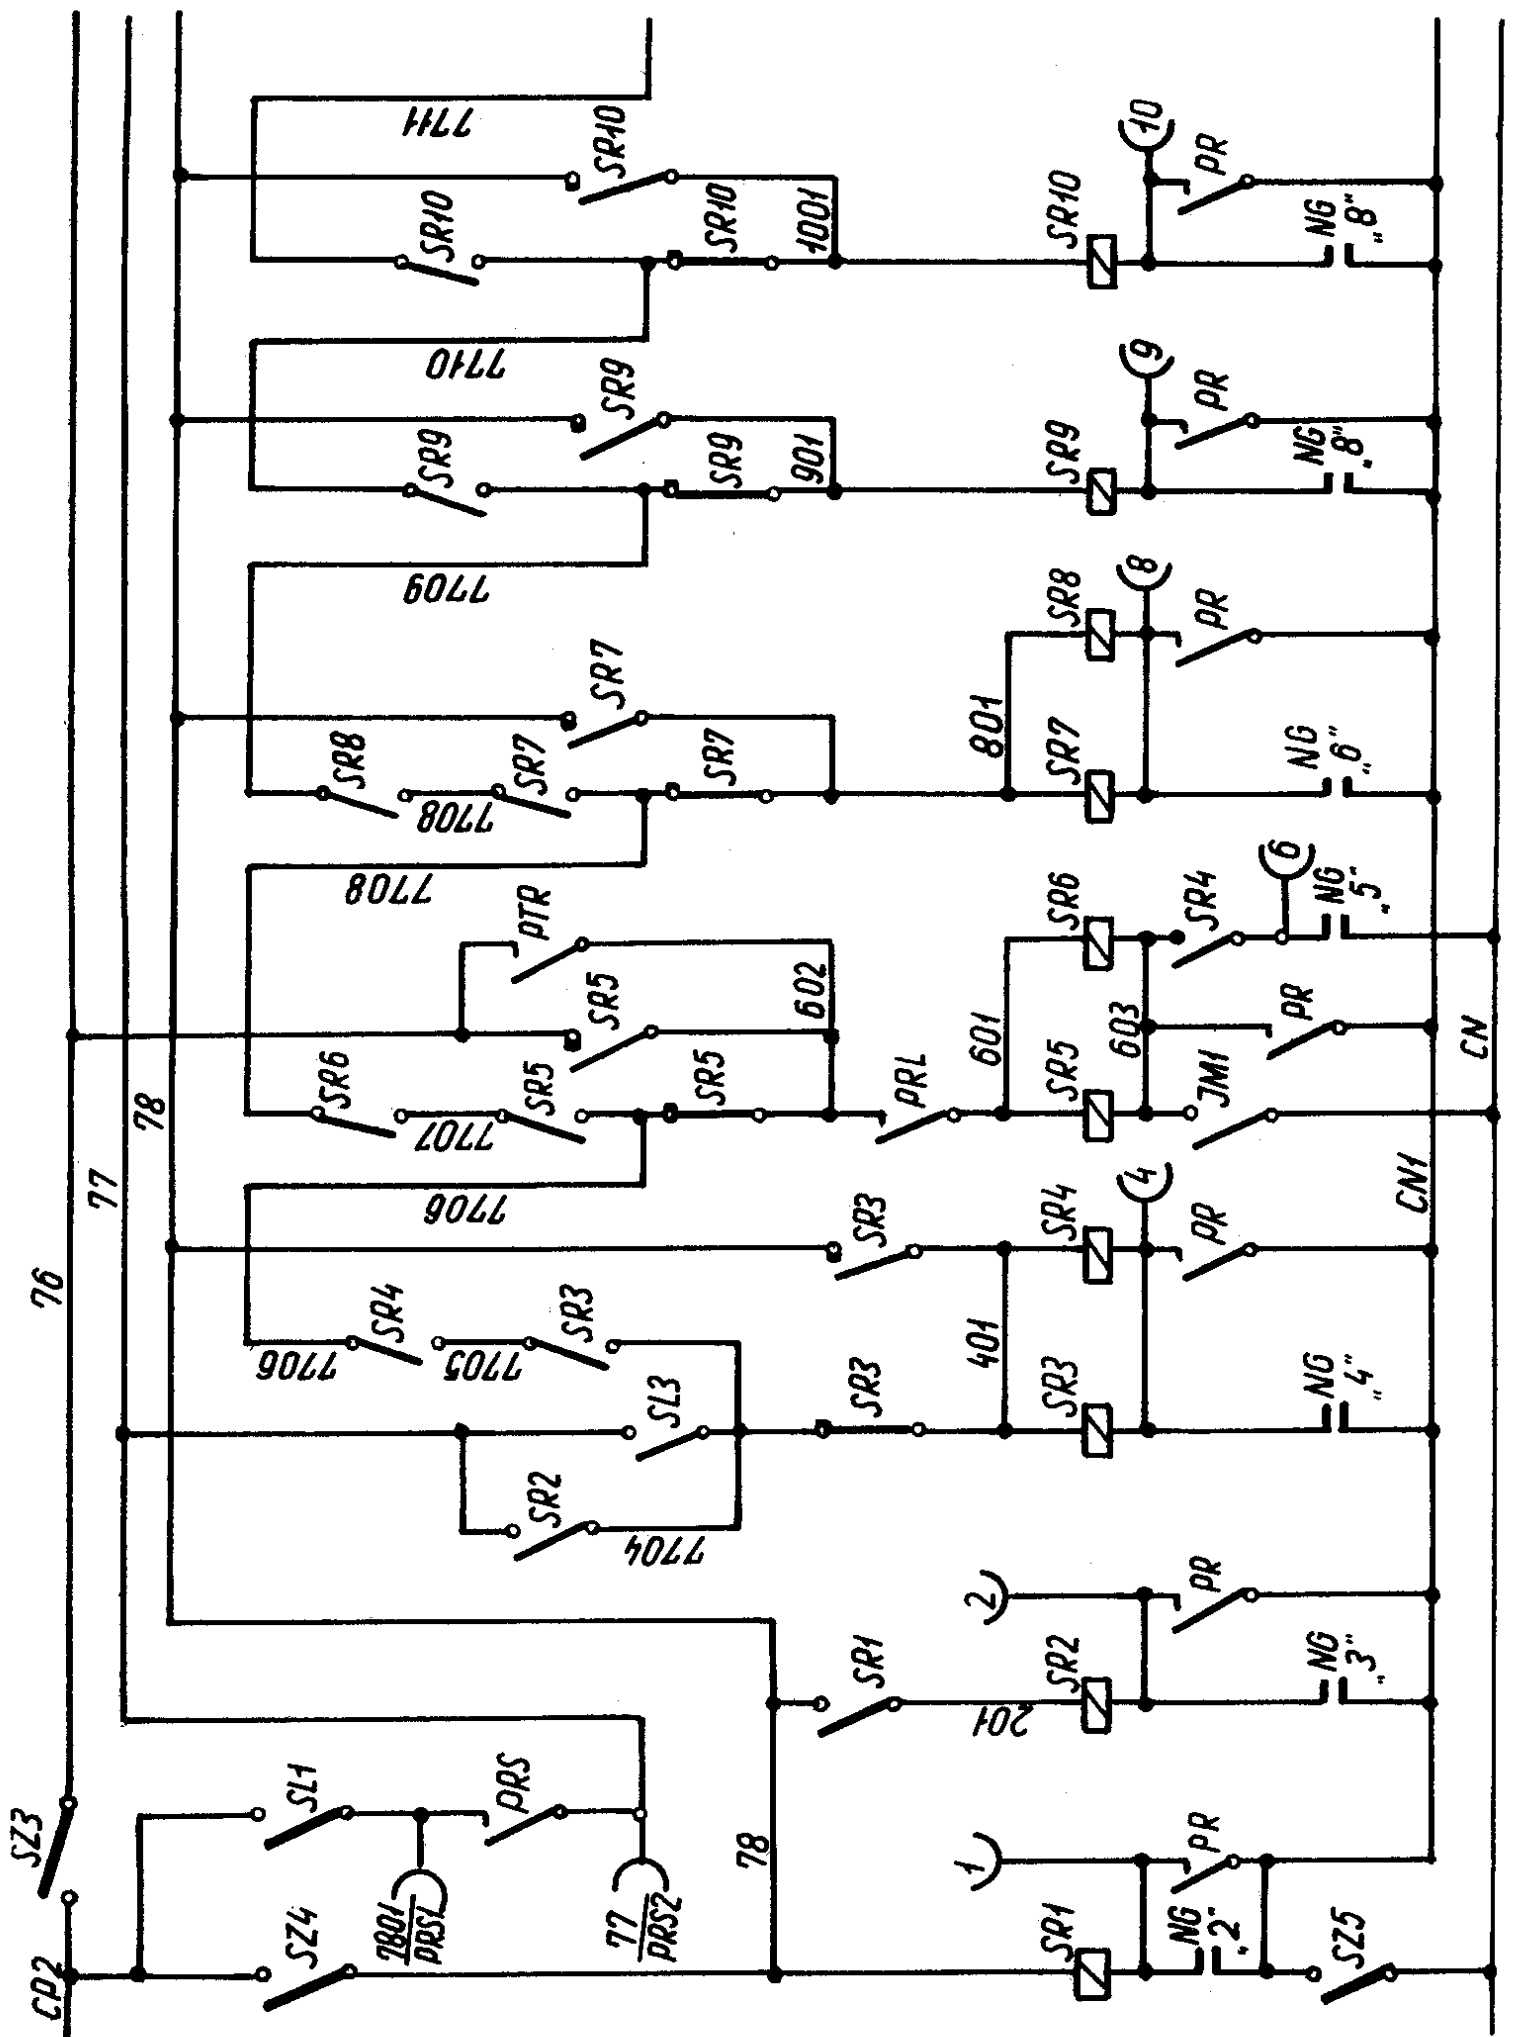 7711
SR10
SR10
SR10
1001
SR10
10
PR
NG
„8"
7710
SR9
SR9
SR9
901
SR9
9
PR
NG
„8"
7709
SR7
SR8
SR7
7708
SR7
801
SR8
SR7
8
PR
NG
„6"
7708
PTR
SR5
602
SR6
SR5
7707
SR5
PRL
601
SR6
SR5
603
SR4
6
NG
„5"
PR
JM1
CN
CN1
78
77
76
7706
SR3
SR4
4
PR
7706
SR4
7705
SR3
SL3
SR3
401
SR3
NG
„4"
SR2
7704
2
PR
SR1
201
SR2
NG
„3"
SZ3
SL1
PRS
7801
PRS1
77
PRS2
78
1
PR
CP2
SZ4
SR1
NG
„2"
SZ5